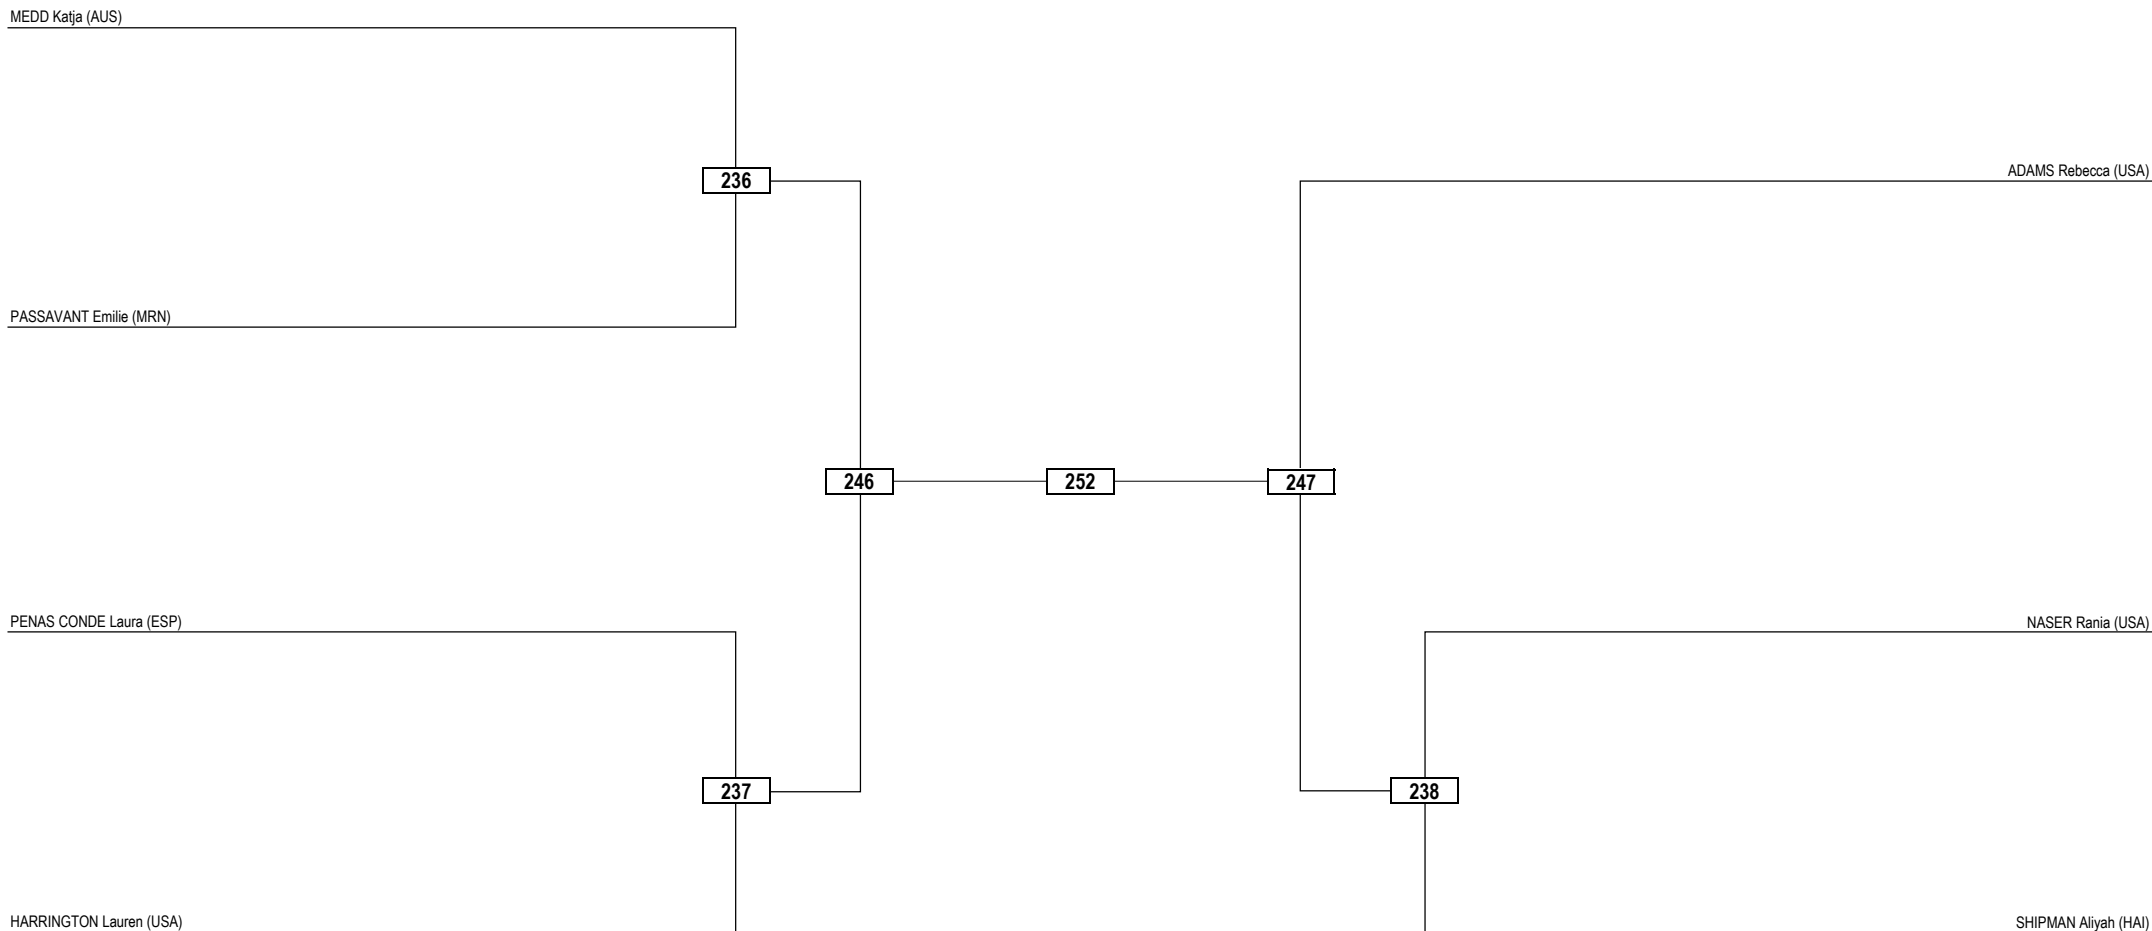 MEDD Katja (AUS)
236
ADAMS Rebecca (USA)
PASSAVANT Emilie (MRN)
246
252
247
PENAS CONDE Laura (ESP)
NASER Rania (USA)
237
238
HARRINGTON Lauren (USA)
SHIPMAN Aliyah (HAI)